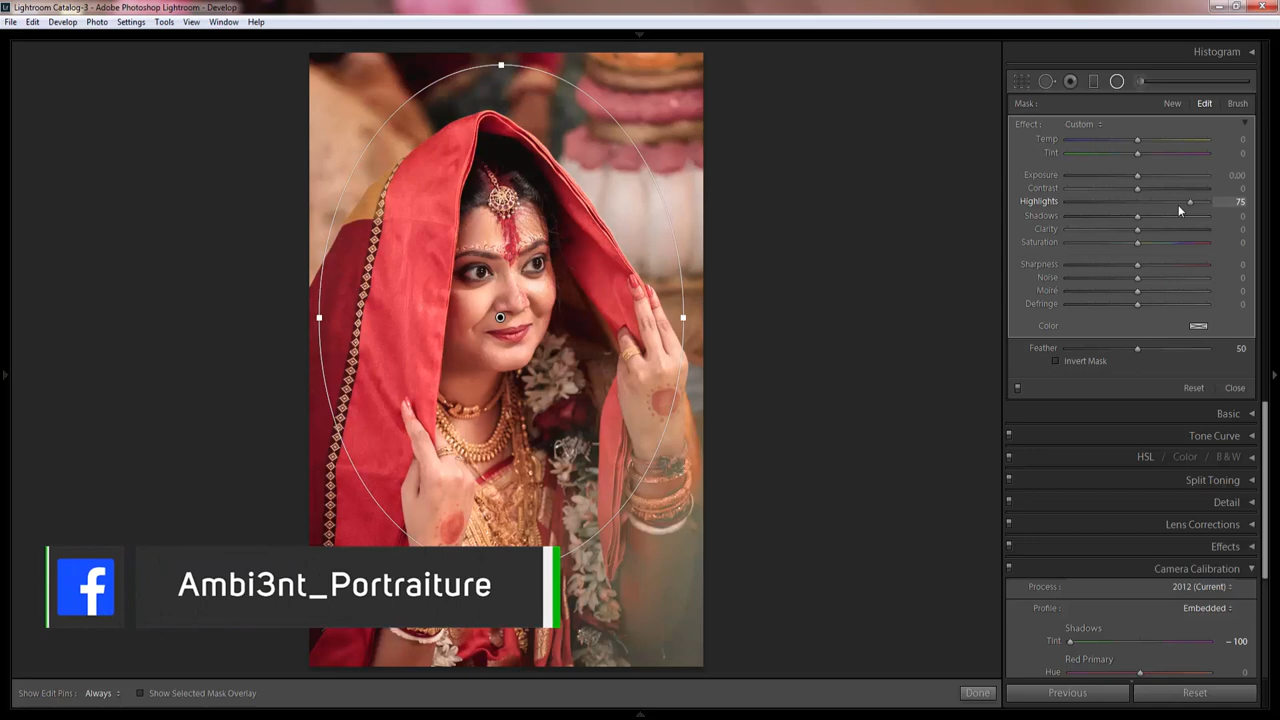 Lightroom Catalog-3 - Adobe Photoshop Lightroom - Develop
File Edit Develop Photo Settings Tools View Window Help
Histogram
Mask : New Edit Brush
Effect : Custom
Temp 0
Tint 0
Exposure 0.00
Contrast 0
Highlights 75
Shadows 0
Clarity 0
Saturation 0
Sharpness 0
Noise 0
Moiré 0
Defringe 0
Color
Feather 50
Invert Mask
Reset Close
Basic
Tone Curve
HSL / Color / B & W
Split Toning
Detail
Lens Corrections
Effects
Camera Calibration
Process : 2012 (Current)
Profile : Embedded
Shadows
Tint – 100
Red Primary
Hue 0
f Ambi3nt_Portraiture
Show Edit Pins : Always Show Selected Mask Overlay Done Previous Reset